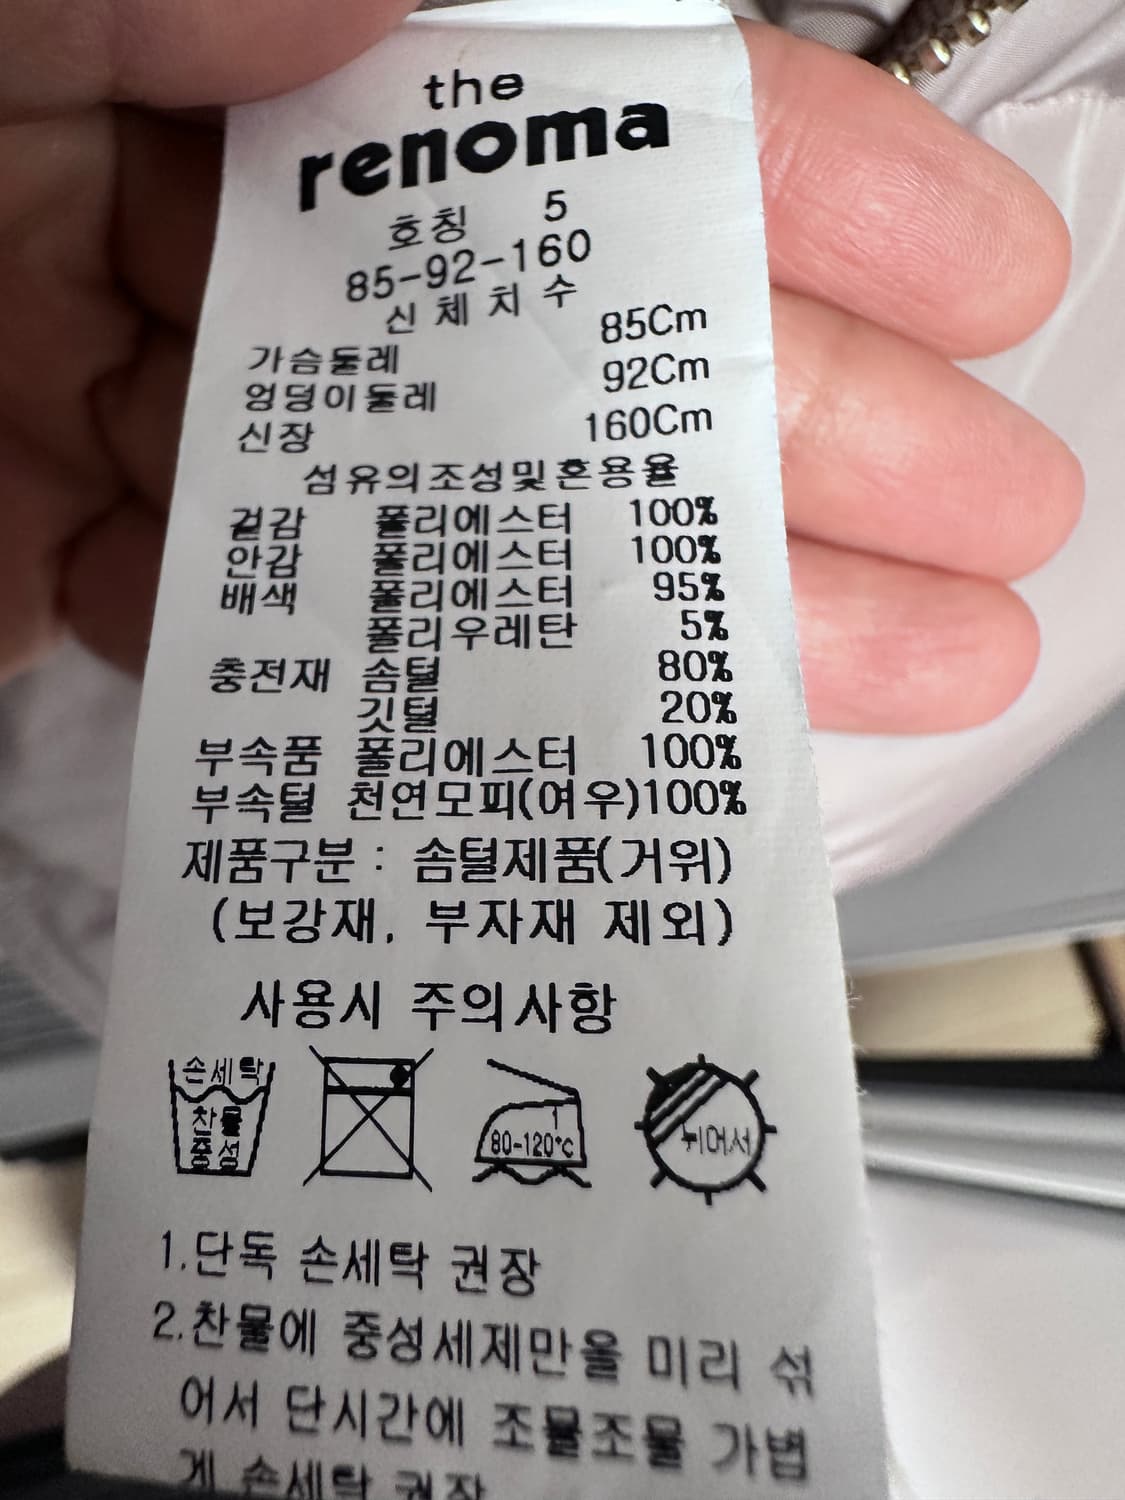 the
renoma
호칭 5
85-92-160
신체치수
가슴둘레 85Cm
엉덩이둘레 92Cm
신장 160Cm
섬유의조성및혼용율
겉감 폴리에스터 100%
안감 폴리에스터 100%
배색 폴리에스터 95%
폴리우레탄 5%
충전재 솜털 80%
깃털 20%
부속품 폴리에스터 100%
부속털 천연모피(여우)100%
제품구분 : 솜털제품(거위)
(보강재, 부자재 제외)
사용시 주의사항
손세탁
찬물
중성
1
80-120℃
뉘어서
1.단독 손세탁 권장
2.찬물에 중성세제만을 미리 섞
어서 단시간에 조물조물 가볍
게 손세탁 권장